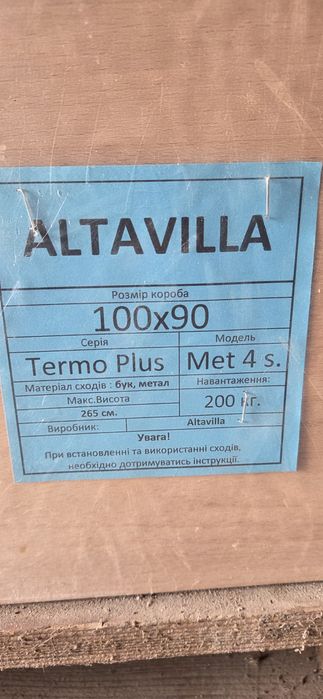 ALTAVILLA
Розмір короба
100x90
Серія
Модель
Termo Plus
Met 4 s.
Матеріал сходів : бук, метал
Навантаження:
Макс.Висота
200 кг.
265 см.
Виробник:
Altavilla
Увага!
При встановленні та використанні сходів,
необхідно дотримуватись інструкції.